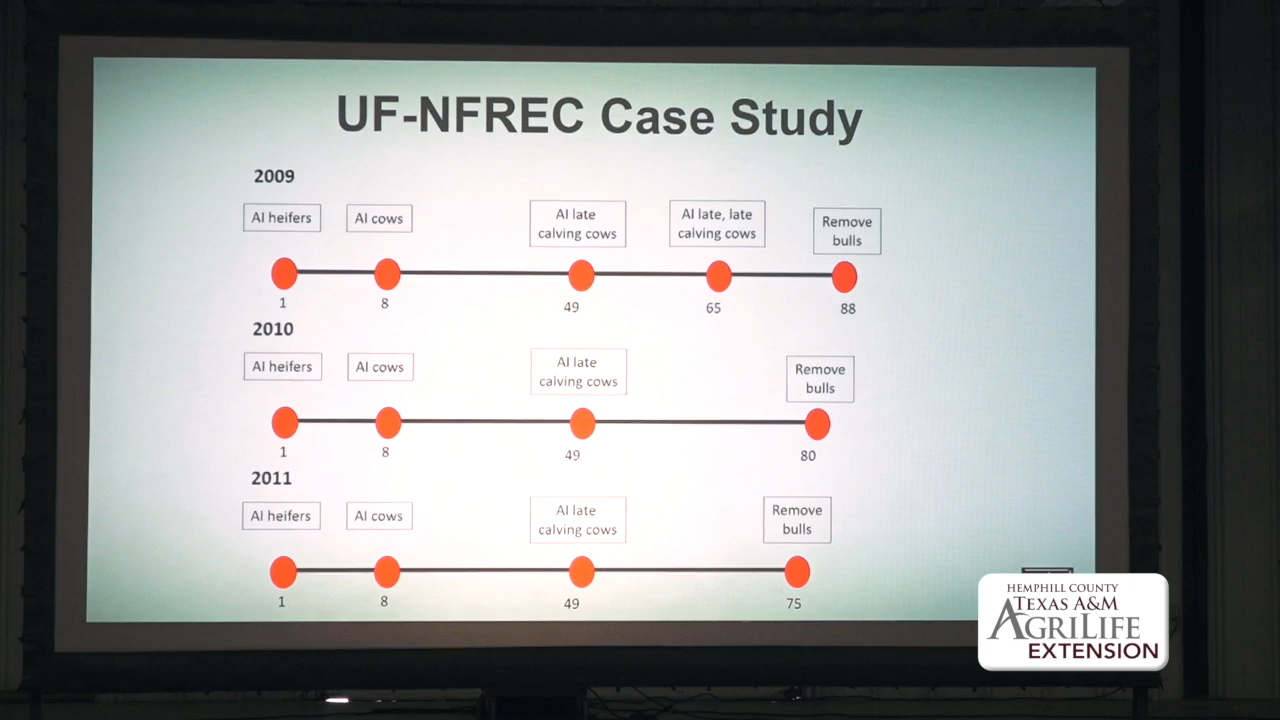 UF-NFREC Case Study
2009
AI heifers
AI cows
AI late
calving cows
AI late, late
calving cows
Remove
bulls
1
8
49
65
88
2010
AI heifers
AI cows
AI late
calving cows
Remove
bulls
1
8
49
80
2011
AI heifers
AI cows
AI late
calving cows
Remove
bulls
1
8
49
75
HEMPHILL COUNTY
TEXAS A&M
AGRILIFE
EXTENSION